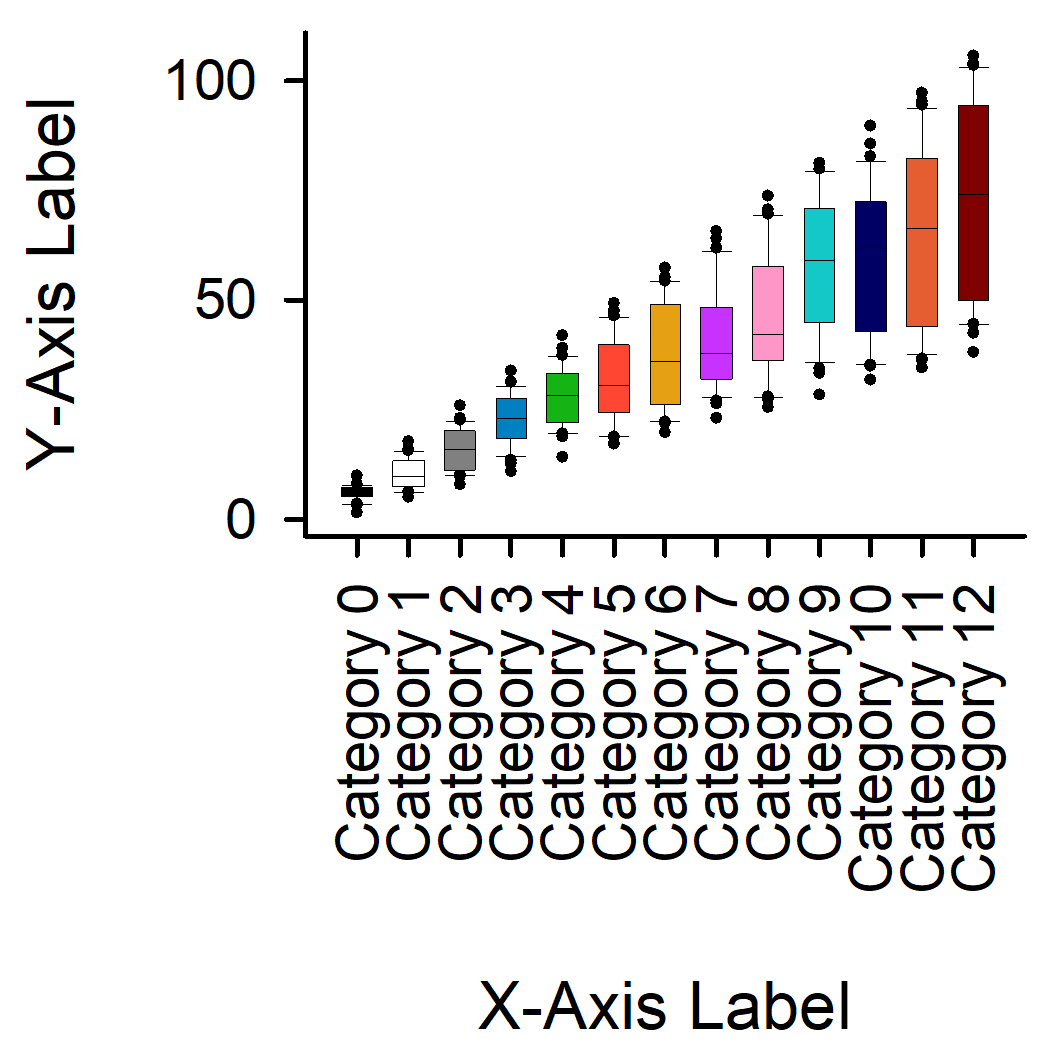 Y-Axis Label
100
50
0
Category 0
Category 1
Category 2
Category 3
Category 4
Category 5
Category 6
Category 7
Category 8
Category 9
Category 10
Category 11
Category 12
X-Axis Label